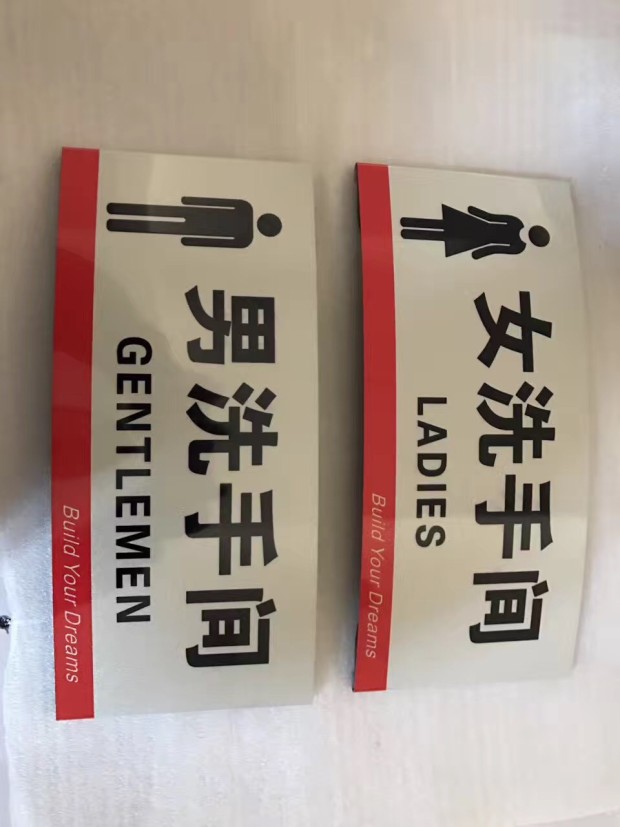 女洗手间
LADIES
Build Your Dreams
男洗手间
GENTLEMEN
Build Your Dreams